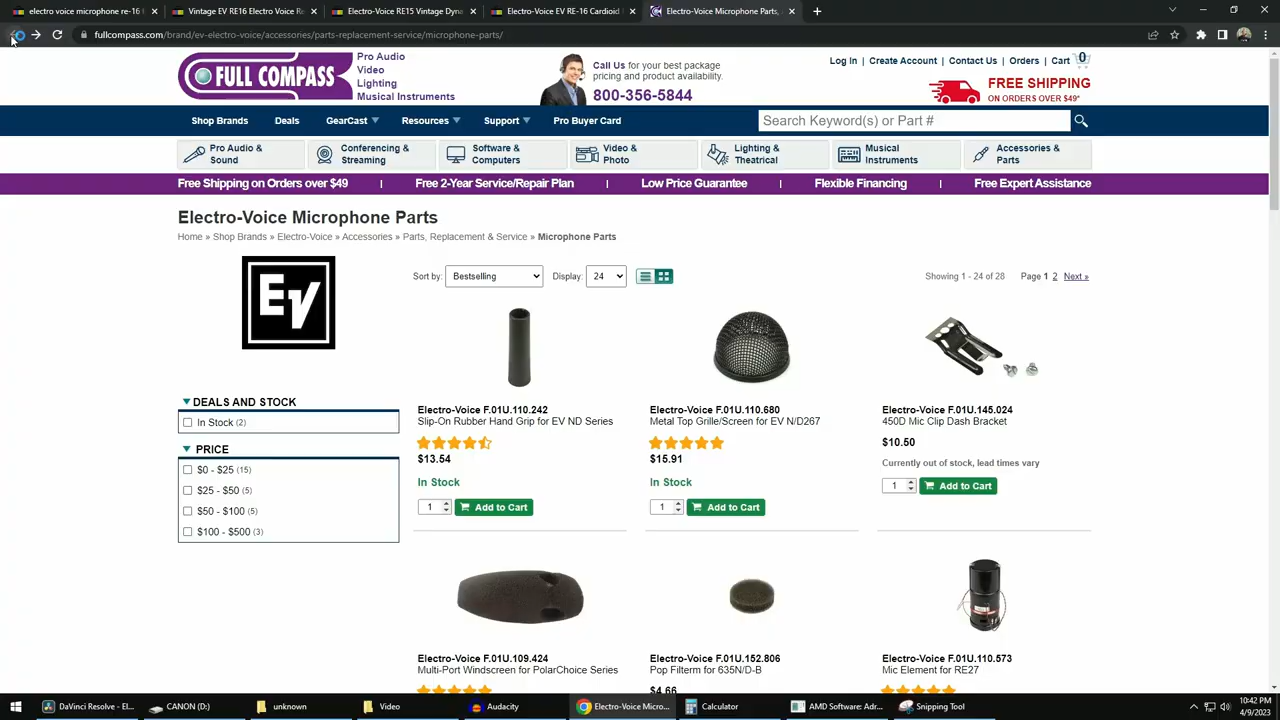 electro voice microphone re-16
Vintage EV RE16 Electro Voice Re
Electro-Voice RE15 Vintage Dyna
Electro-Voice RE-16 Cardioid
Electro-Voice Microphone Parts,
fullcompass.com/brand/ev-electro-voice/accessories/parts-replacement-service/microphone-parts/
FULL COMPASS
Pro Audio
Video
Lighting
Musical Instruments
Call Us for your best package
pricing and product availability.
800-356-5844
Log In | Create Account | Contact Us | Orders | Cart 0
FREE SHIPPING
ON ORDERS OVER $49*
Shop Brands Deals GearCast Resources Support Pro Buyer Card
Search Keyword(s) or Part #
Pro Audio &
Sound
Conferencing &
Streaming
Software &
Computers
Video &
Photo
Lighting &
Theatrical
Musical
Instruments
Accessories &
Parts
Free Shipping on Orders over $49 | Free 2-Year Service/Repair Plan | Low Price Guarantee | Flexible Financing | Free Expert Assistance
Electro-Voice Microphone Parts
Home » Shop Brands » Electro-Voice » Accessories » Parts, Replacement & Service » Microphone Parts
EV
Sort by: Bestselling Display: 24
Showing 1 - 24 of 28 Page 1 2 Next »
DEALS AND STOCK
In Stock (2)
PRICE
$0 - $25 (15)
$25 - $50 (5)
$50 - $100 (5)
$100 - $500 (3)
Electro-Voice F.01U.110.242
Slip-On Rubber Hand Grip for EV ND Series
$13.54
In Stock
1 Add to Cart
Electro-Voice F.01U.110.680
Metal Top Grille/Screen for EV N/D267
$15.91
In Stock
1 Add to Cart
Electro-Voice F.01U.145.024
450D Mic Clip Dash Bracket
$10.50
Currently out of stock, lead times vary
1 Add to Cart
Electro-Voice F.01U.109.424
Multi-Port Windscreen for PolarChoice Series
Electro-Voice F.01U.152.806
Pop Filterm for 635N/D-B
$4.66
Electro-Voice F.01U.110.573
Mic Element for RE27
DaVinci Resolve - El...
CANON (D:)
unknown
Video
Audacity
Electro-Voice Micro...
Calculator
AMD Software: Adr...
Snipping Tool
10:42 PM
4/9/2023